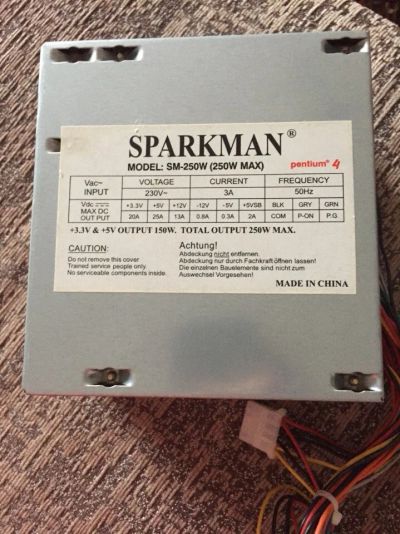 SPARKMAN®
MODEL: SM-250W (250W MAX) pentium® 4
Vac~ INPUT VOLTAGE CURRENT FREQUENCY
230V~ 3A 50Hz
Vdc MAX DC OUTPUT +3.3V +5V +12V -12V -5V +5VSB BLK GRY GRN
20A 25A 13A 0.8A 0.3A 2A COM P-ON P.G.
+3.3V & +5V OUTPUT 150W. TOTAL OUTPUT 250W MAX.
CAUTION:
Do not remove this cover
Trained service people only.
No serviceable components inside.
Achtung!
Abdeckung nicht entfernen.
Abdeckung nur durch Fachkraft öffnen lassen!
Die einzelnen Bauelemente sind nicht zum
Auswechsel Vorgesehen!
MADE IN CHINA